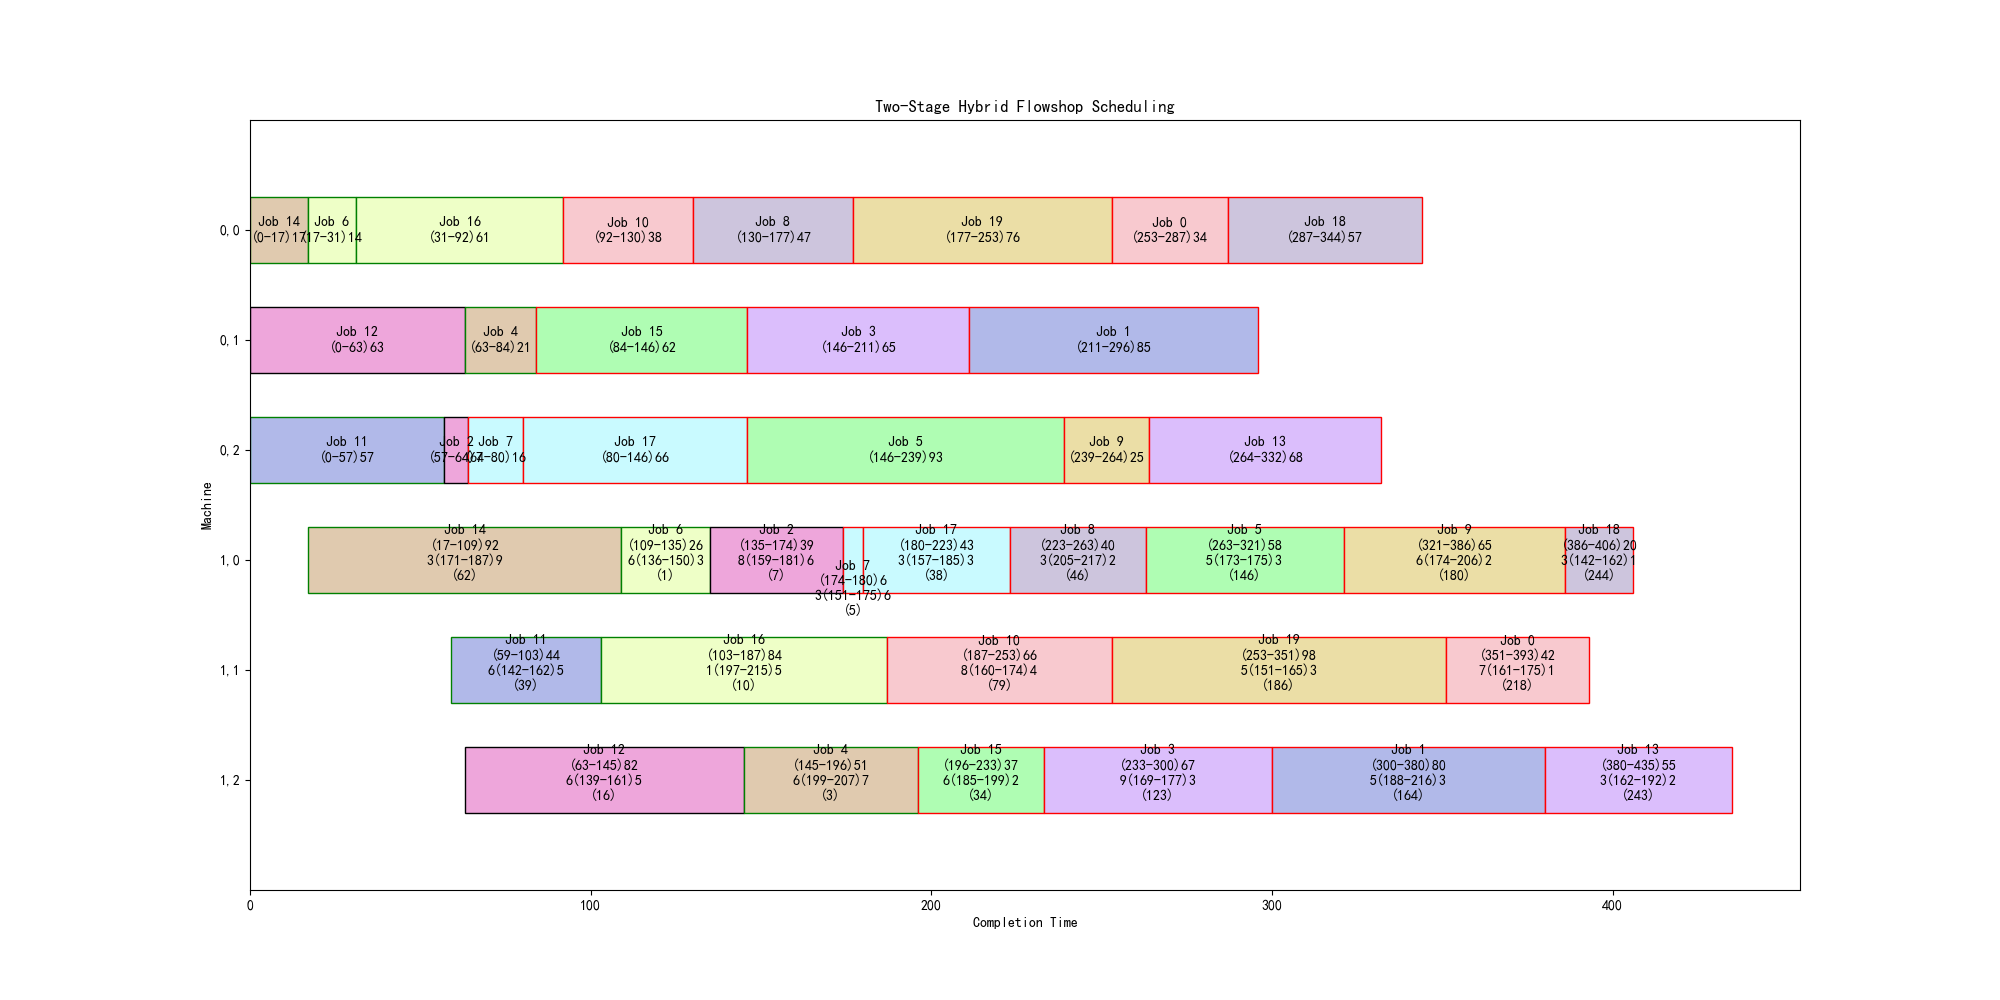 Two-Stage Hybrid Flowshop Scheduling
Machine
0,0
Job 14
(0-17)17
Job 6
(17-31)14
Job 16
(31-92)61
Job 10
(92-130)38
Job 8
(130-177)47
Job 19
(177-253)76
Job 0
(253-287)34
Job 18
(287-344)57
0,1
Job 12
(0-63)63
Job 4
(63-84)21
Job 15
(84-146)62
Job 3
(146-211)65
Job 1
(211-296)85
0,2
Job 11
(0-57)57
Job 2
(57-64)7
Job 7
(64-80)16
Job 17
(80-146)66
Job 5
(146-239)93
Job 9
(239-264)25
Job 13
(264-332)68
1,0
Job 14
(17-109)92
3(171-187)9
(62)
Job 6
(109-135)26
6(136-150)3
(1)
Job 2
(135-174)39
8(159-181)6
(7)
Job 7
(174-180)6
3(151-175)6
(5)
Job 17
(180-223)43
3(157-185)3
(38)
Job 8
(223-263)40
3(205-217)2
(46)
Job 5
(263-321)58
5(173-175)3
(146)
Job 9
(321-386)65
6(174-206)2
(180)
Job 18
(386-406)20
3(142-162)1
(244)
1,1
Job 11
(59-103)44
6(142-162)5
(39)
Job 16
(103-187)84
1(197-215)5
(10)
Job 10
(187-253)66
8(160-174)4
(79)
Job 19
(253-351)98
5(151-165)3
(186)
Job 0
(351-393)42
7(161-175)1
(218)
1,2
Job 12
(63-145)82
6(139-161)5
(16)
Job 4
(145-196)51
6(199-207)7
(3)
Job 15
(196-233)37
6(185-199)2
(34)
Job 3
(233-300)67
9(169-177)3
(123)
Job 1
(300-380)80
5(188-216)3
(164)
Job 13
(380-435)55
3(162-192)2
(243)
0
100
200
300
400
Completion Time